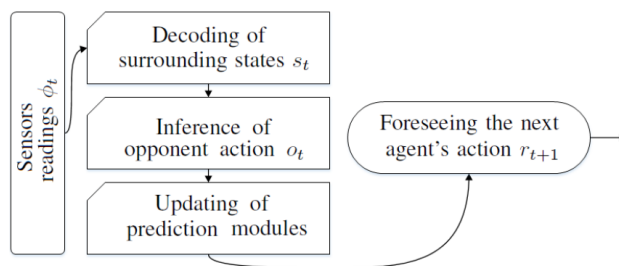 Sensors
readings ϕₜ
Decoding of
surrounding states sₜ
Inference of
opponent action oₜ
Updating of
prediction modules
Foreseeing the next
agent's action rₜ₊₁